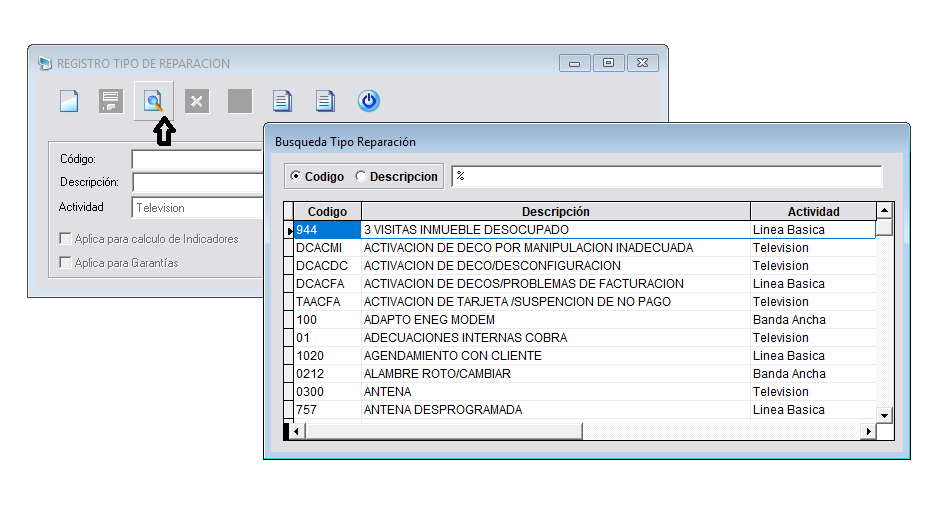 REGISTRO TIPO DE REPARACION
Código:
Descripción:
Actividad Television
Aplica para calculo de Indicadores
Aplica para Garantías
Busqueda Tipo Reparación
Codigo Descripcion %
Codigo Descripción Actividad
944 3 VISITAS INMUEBLE DESOCUPADO Linea Basica
DCACMI ACTIVACION DE DECO POR MANIPULACION INADECUADA Television
DCACDC ACTIVACION DE DECO/DESCONFIGURACION Television
DCACFA ACTIVACION DE DECOS/PROBLEMAS DE FACTURACION Linea Basica
TAACFA ACTIVACION DE TARJETA /SUSPENCION DE NO PAGO Television
100 ADAPTO ENEG MODEM Banda Ancha
01 ADECUACIONES INTERNAS COBRA Television
1020 AGENDAMIENTO CON CLIENTE Linea Basica
0212 ALAMBRE ROTO/CAMBIAR Banda Ancha
0300 ANTENA Television
757 ANTENA DESPROGRAMADA Linea Basica